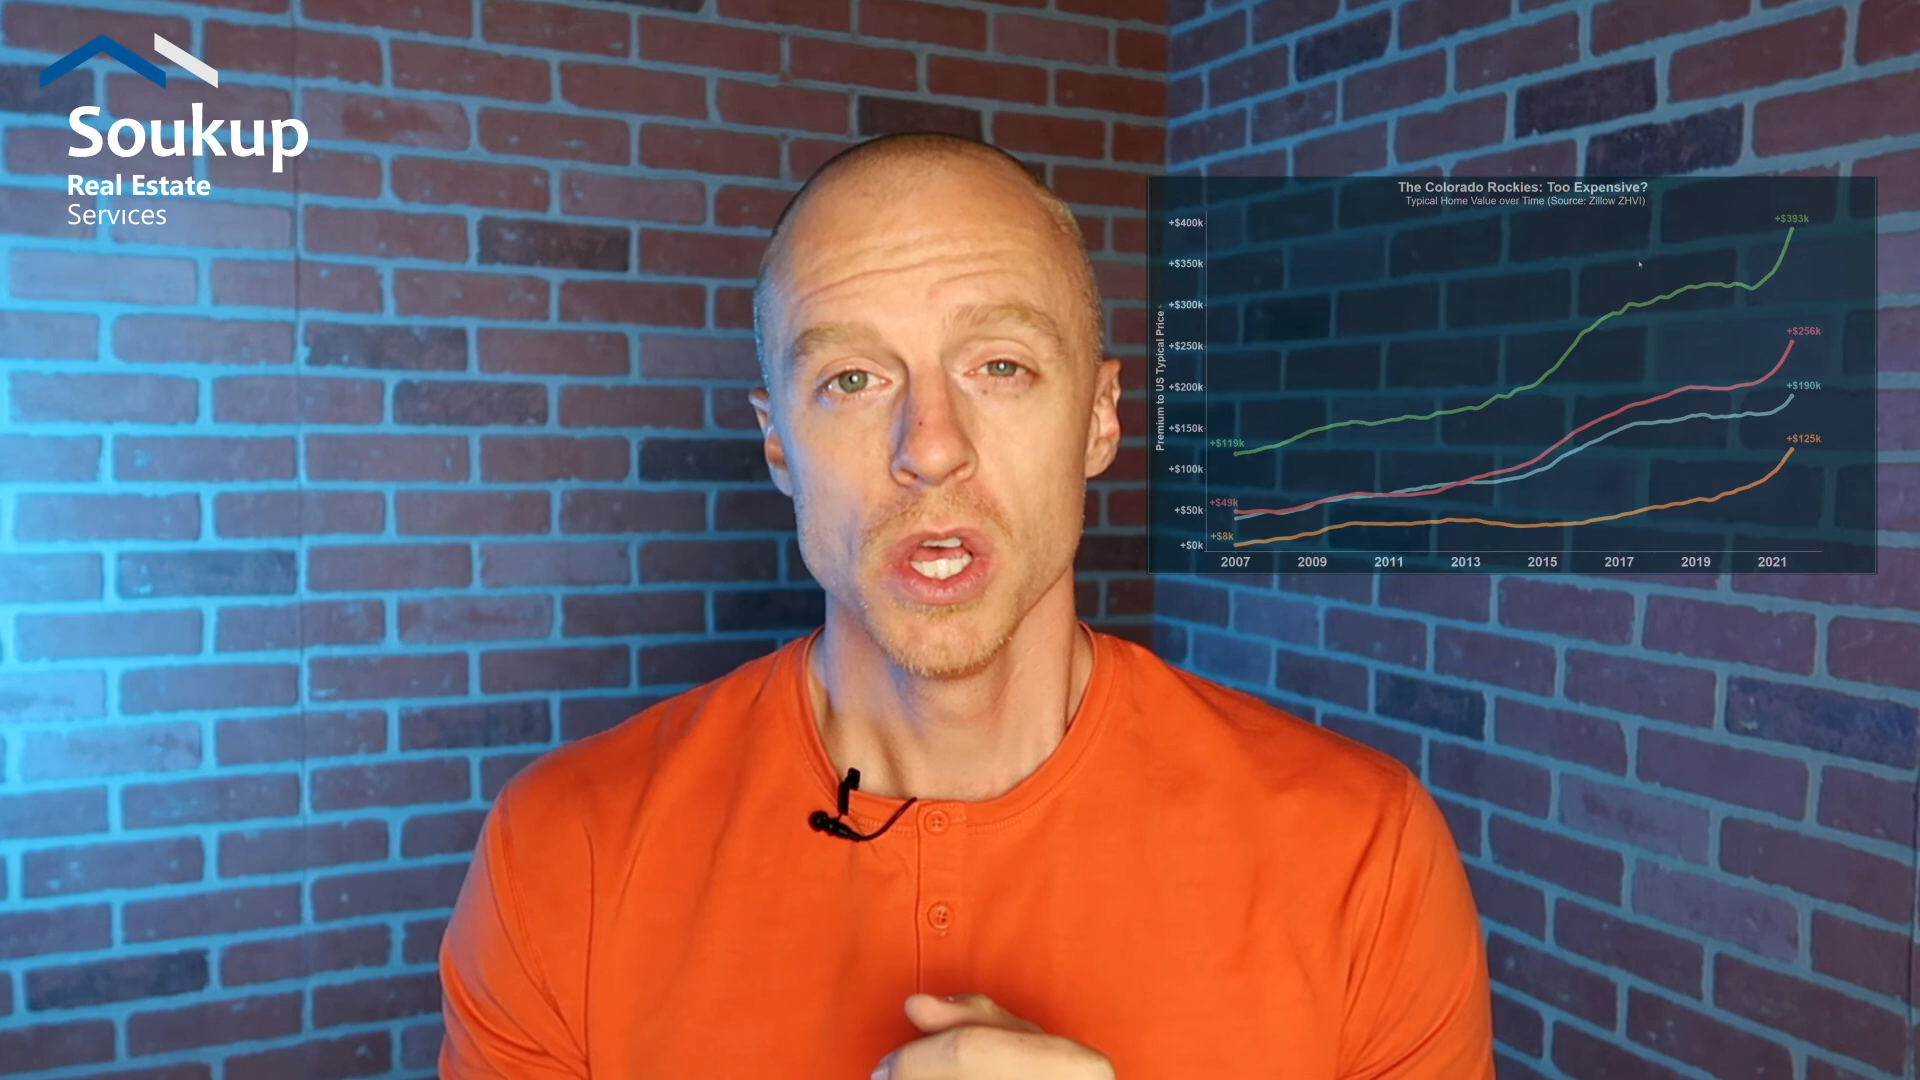 Soukup
Real Estate
Services
The Colorado Rockies: Too Expensive?
Typical Home Value over Time (Source: Zillow ZHVI)
Premium to US Typical Price
+$400k
+$350k
+$300k
+$250k
+$200k
+$150k
+$100k
+$50k
+$0k
+$393k
+$256k
+$190k
+$125k
+$119k
+$49k
+$8k
2007 2009 2011 2013 2015 2017 2019 2021